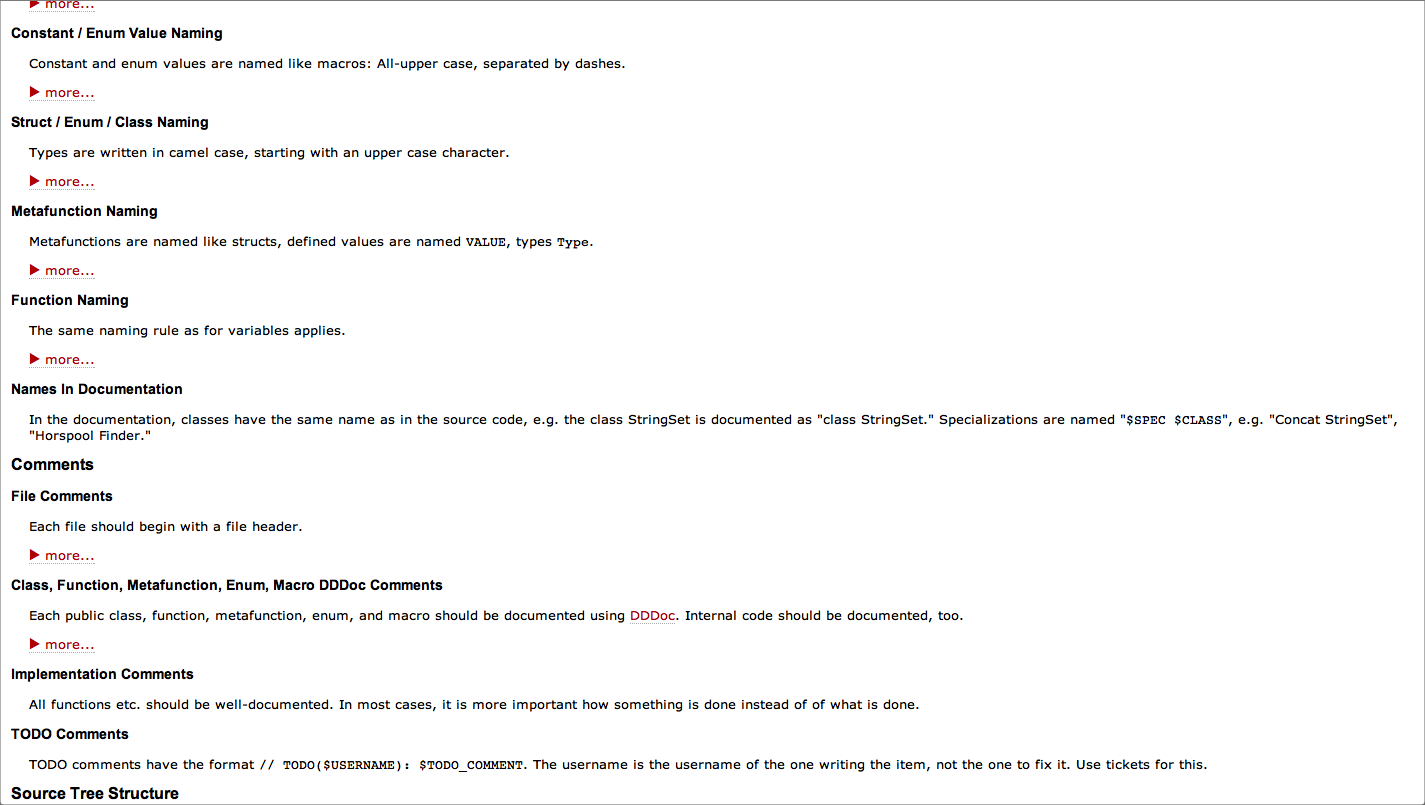 ▶ more...
Constant / Enum Value Naming
Constant and enum values are named like macros: All-upper case, separated by dashes.
▶ more...
Struct / Enum / Class Naming
Types are written in camel case, starting with an upper case character.
▶ more...
Metafunction Naming
Metafunctions are named like structs, defined values are named VALUE, types Type.
▶ more...
Function Naming
The same naming rule as for variables applies.
▶ more...
Names In Documentation
In the documentation, classes have the same name as in the source code, e.g. the class StringSet is documented as "class StringSet." Specializations are named "$SPEC $CLASS", e.g. "Concat StringSet",
"Horspool Finder."
Comments
File Comments
Each file should begin with a file header.
▶ more...
Class, Function, Metafunction, Enum, Macro DDDoc Comments
Each public class, function, metafunction, enum, and macro should be documented using DDDoc. Internal code should be documented, too.
▶ more...
Implementation Comments
All functions etc. should be well-documented. In most cases, it is more important how something is done instead of of what is done.
TODO Comments
TODO comments have the format // TODO($USERNAME): $TODO_COMMENT. The username is the username of the one writing the item, not the one to fix it. Use tickets for this.
Source Tree Structure